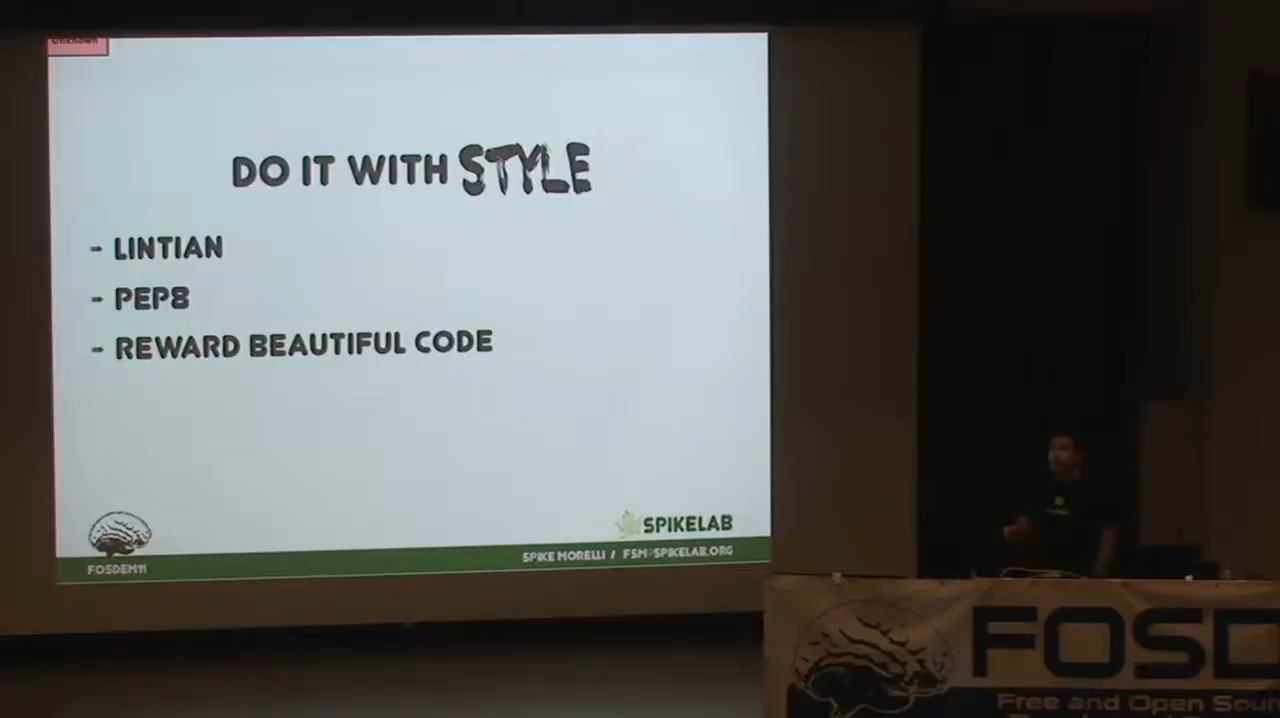 Unknown
DO IT WITH STYLE
- LINTIAN
- PEP8
- REWARD BEAUTIFUL CODE
SPIKELAB
SPIKE MORELLI / FSM@SPIKELAB.ORG
FOSDEM11
FOSD
Free and Open Sour